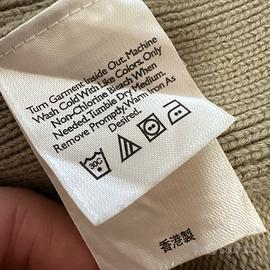 Turn Garment Inside Out. Machine
Wash Cold With Like Colors. Only
Non-Chlorine Bleach When
Needed. Tumble Dry Medium.
Remove Promptly. Warm Iron As
Desired.
30C
香港製